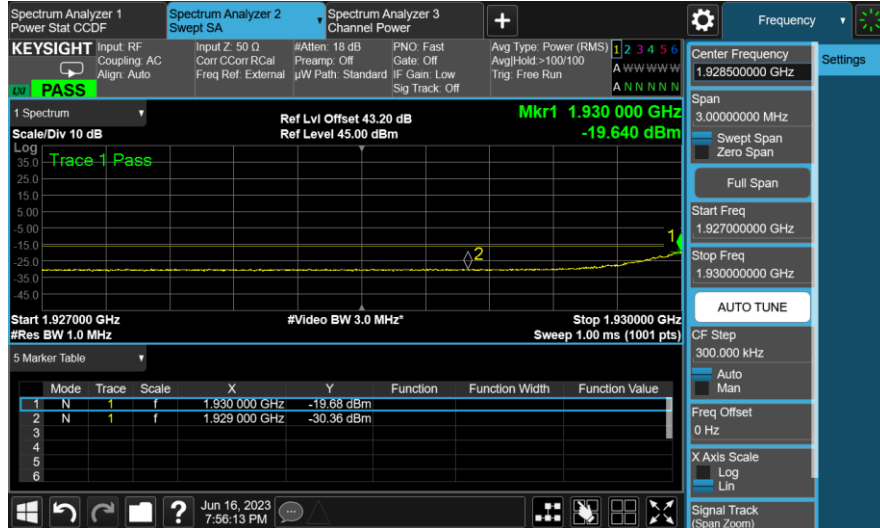 Spectrum Analyzer 1
Power Stat CCDF
Spectrum Analyzer 2
Swept SA
Spectrum Analyzer 3
Channel Power
Frequency
KEYSIGHT
Input: RF
Coupling: AC
Align: Auto
Input Z: 50 Ω
Corr CCorr RCal
Freq Ref: External
#Atten: 18 dB
Preamp: Off
µW Path: Standard
PNO: Fast
Gate: Off
IF Gain: Low
Sig Track: Off
Avg Type: Power (RMS)
Avg|Hold:>100/100
Trig: Free Run
1 2 3 4 5 6
A W W W W W
A N N N N N
LXI
PASS
1 Spectrum
Scale/Div 10 dB
Ref Lvl Offset 43.20 dB
Ref Level 45.00 dBm
Mkr1 1.930 000 GHz
-19.640 dBm
Log
Trace 1 Pass
35.0
25.0
15.0
5.00
-5.00
-15.0
-25.0
-35.0
-45.0
1
2
Start 1.927000 GHz
#Res BW 1.0 MHz
#Video BW 3.0 MHz*
Stop 1.930000 GHz
Sweep 1.00 ms (1001 pts)
5 Marker Table
Mode Trace Scale X Y Function Function Width Function Value
1 N 1 f 1.930 000 GHz -19.68 dBm
2 N 1 f 1.929 000 GHz -30.36 dBm
3
4
5
6
Jun 16, 2023
7:56:13 PM
Center Frequency
1.928500000 GHz
Settings
Span
3.00000000 MHz
Swept Span
Zero Span
Full Span
Start Freq
1.927000000 GHz
Stop Freq
1.930000000 GHz
AUTO TUNE
CF Step
300.000 kHz
Auto
Man
Freq Offset
0 Hz
X Axis Scale
Log
Lin
Signal Track
(Span Zoom)